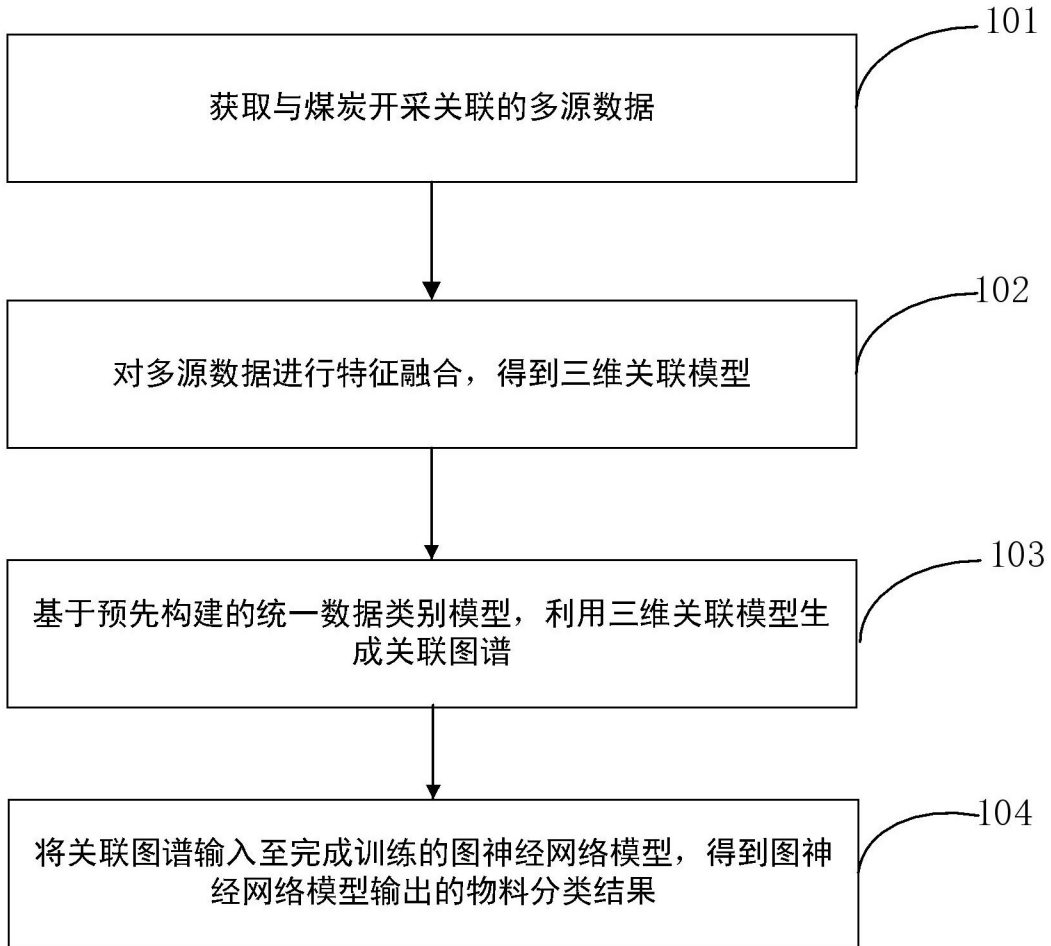 101
获取与煤炭开采关联的多源数据
102
对多源数据进行特征融合，得到三维关联模型
103
基于预先构建的统一数据类别模型，利用三维关联模型生
成关联图谱
104
将关联图谱输入至完成训练的图神经网络模型，得到图神
经网络模型输出的物料分类结果